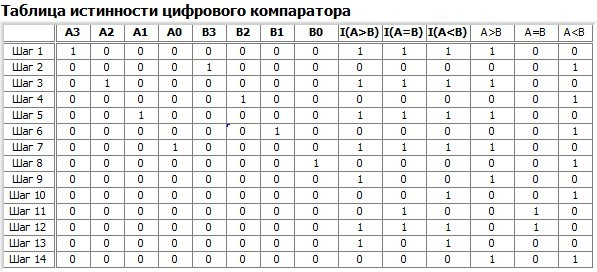 Таблица истинности цифрового компаратора
A3 A2 A1 A0 B3 B2 B1 B0 I(A>B) I(A=B) I(A<B) A>B A=B A<B
Шаг 1 1 0 0 0 0 0 0 0 1 1 1 1 0 0
Шаг 2 0 0 0 0 1 0 0 0 0 0 0 0 0 1
Шаг 3 0 1 0 0 0 0 0 0 1 1 1 1 0 0
Шаг 4 0 0 0 0 0 1 0 0 0 0 0 0 0 1
Шаг 5 0 0 1 0 0 0 0 0 1 1 1 1 0 0
Шаг 6 0 0 0 0 0 0 1 0 0 0 0 0 0 1
Шаг 7 0 0 0 1 0 0 0 0 1 1 1 1 0 0
Шаг 8 0 0 0 0 0 0 0 1 0 0 0 0 0 1
Шаг 9 0 0 0 0 0 0 0 0 1 0 0 1 0 0
Шаг 10 0 0 0 0 0 0 0 0 0 0 1 0 0 1
Шаг 11 0 0 0 0 0 0 0 0 0 1 0 0 1 0
Шаг 12 0 0 0 0 0 0 0 0 1 1 1 0 1 0
Шаг 13 0 0 0 0 0 0 0 0 1 0 1 0 0 0
Шаг 14 0 0 0 0 0 0 0 0 0 0 0 1 0 1